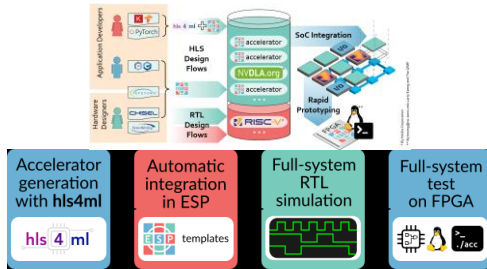 Application Developers
Hardware Designers
PyTorch
hls 4 ml
HLS
Design
Flows
RTL
Design
Flows
accelerator
accelerator
NVDLA.org
accelerator
RISC-V
SoC Integration
I/O
I/O
Rapid
Prototyping
FPGA
Accelerator
generation
with hls4ml
hls 4 ml
Automatic
integration
in ESP
ESP templates
Full-system
RTL
simulation
Full-system
test
on FPGA
>_
./acc